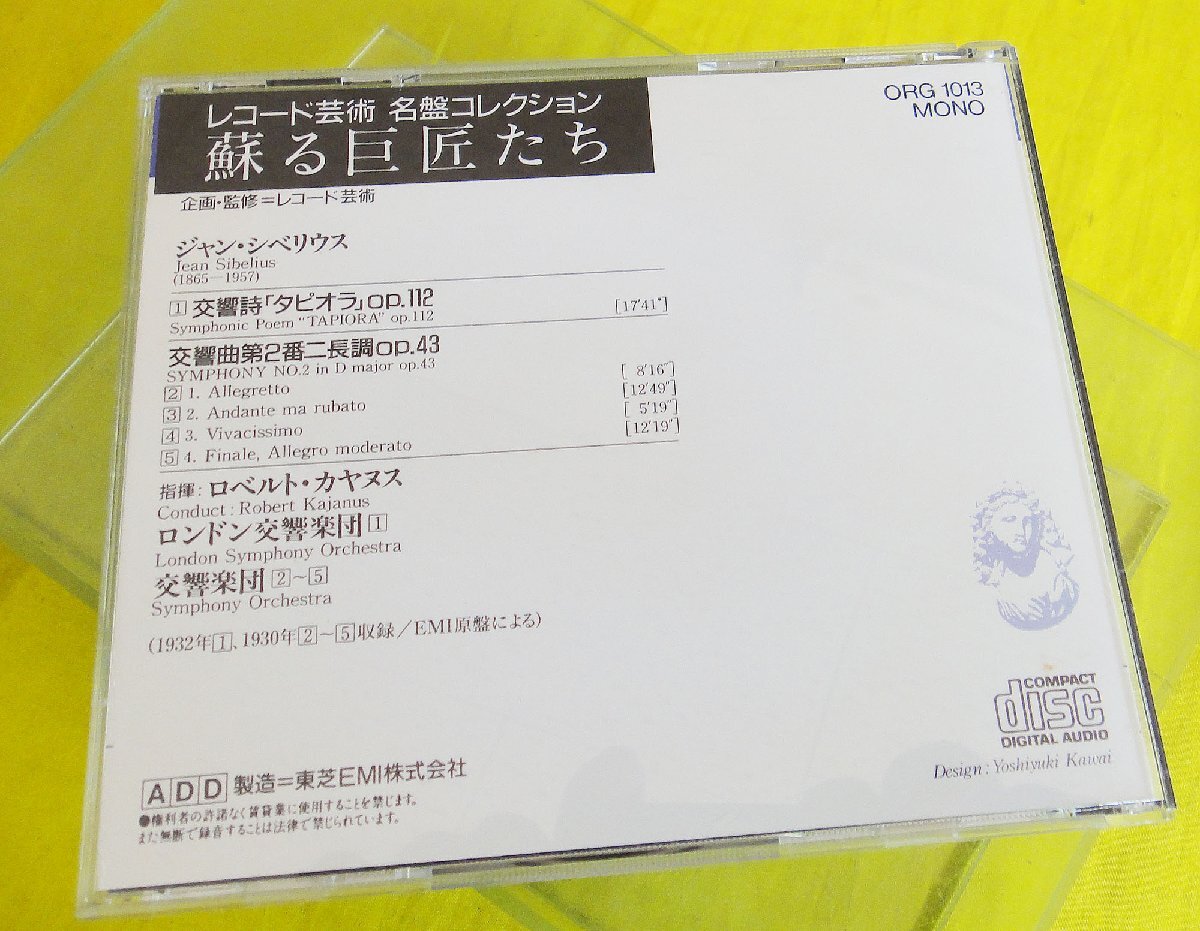 レコード芸術 名盤コレクション
蘇る巨匠たち
ORG 1013
MONO
企画・監修=レコード芸術
ジャン・シベリウス
Jean Sibelius
(1865—1957)
1 交響詩「タピオラ」op.112
Symphonic Poem "TAPIORA" op.112 [17'41"]
交響曲第2番ニ長調op.43
SYMPHONY NO.2 in D major op.43
2 1. Allegretto [8'16"]
3 2. Andante ma rubato [12'49"]
4 3. Vivacissimo [5'19"]
5 4. Finale, Allegro moderato [12'19"]
指揮:ロベルト・カヤヌス
Conduct : Robert Kajanus
ロンドン交響楽団 1
London Symphony Orchestra
交響楽団 2~5
Symphony Orchestra
(1932年1、1930年2~5収録/EMI原盤による)
COMPACT
disc
DIGITAL AUDIO
Design : Yoshiyuki Kawai
ADD 製造=東芝EMI株式会社
●権利者の許諾なく賃貸業に使用することを禁じます。
また無断で録音することは法律で禁じられています。